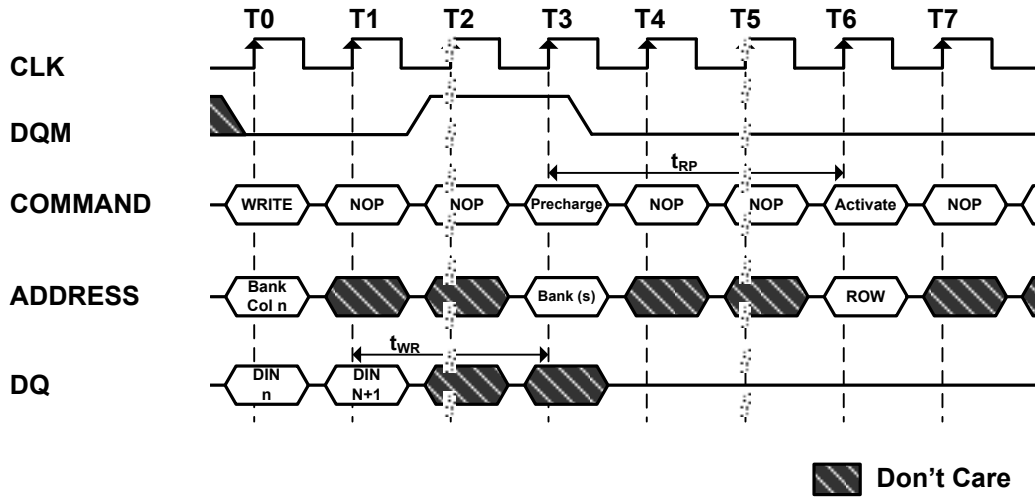 T0 T1 T2 T3 T4 T5 T6 T7
CLK
DQM
tRP
COMMAND WRITE NOP NOP Precharge NOP NOP Activate NOP
ADDRESS Bank Col n Bank (s) ROW
tWR
DQ DIN n DIN N+1
Don't Care